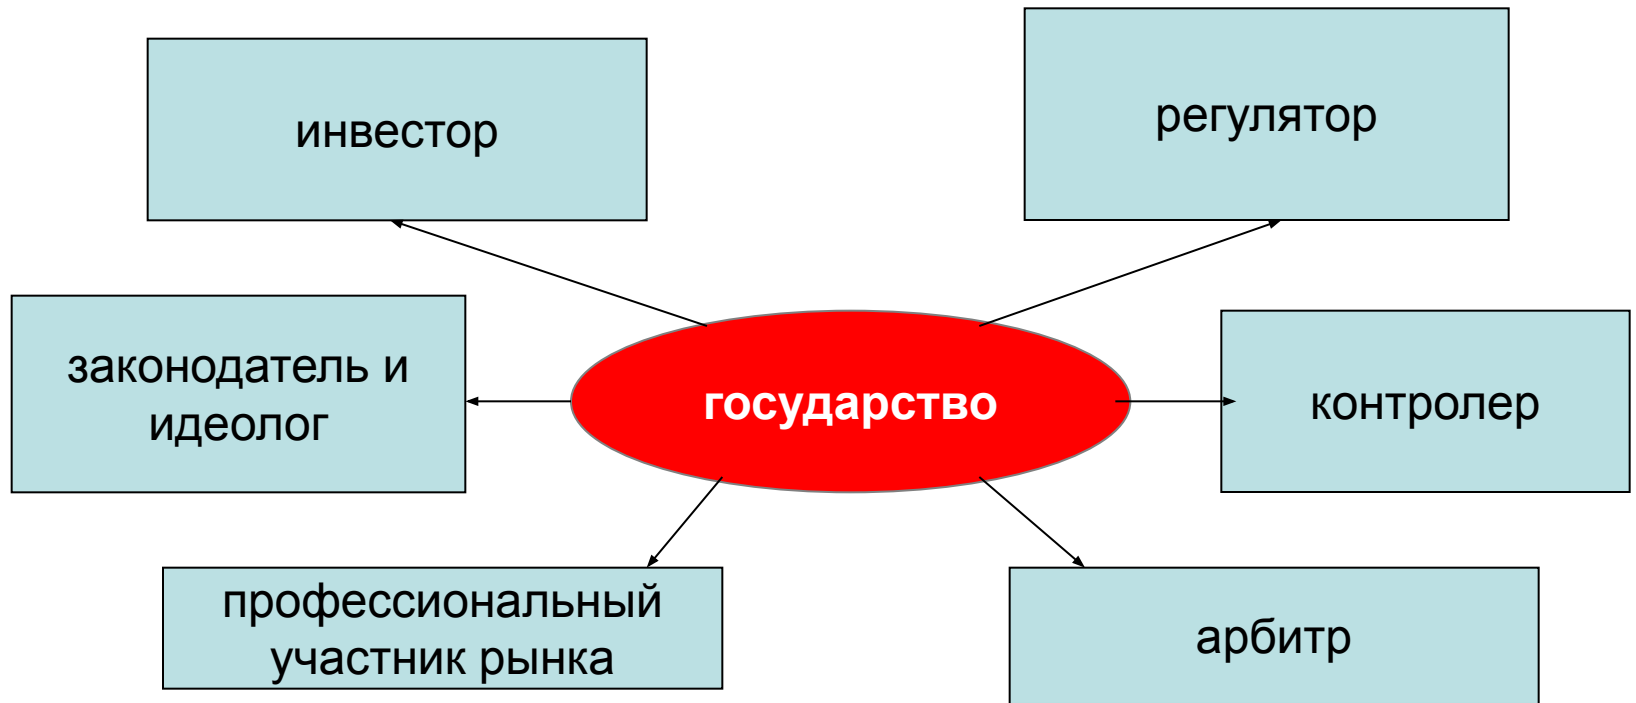 инвестор
регулятор
законодатель и
идеолог
государство
контролер
профессиональный
участник рынка
арбитр